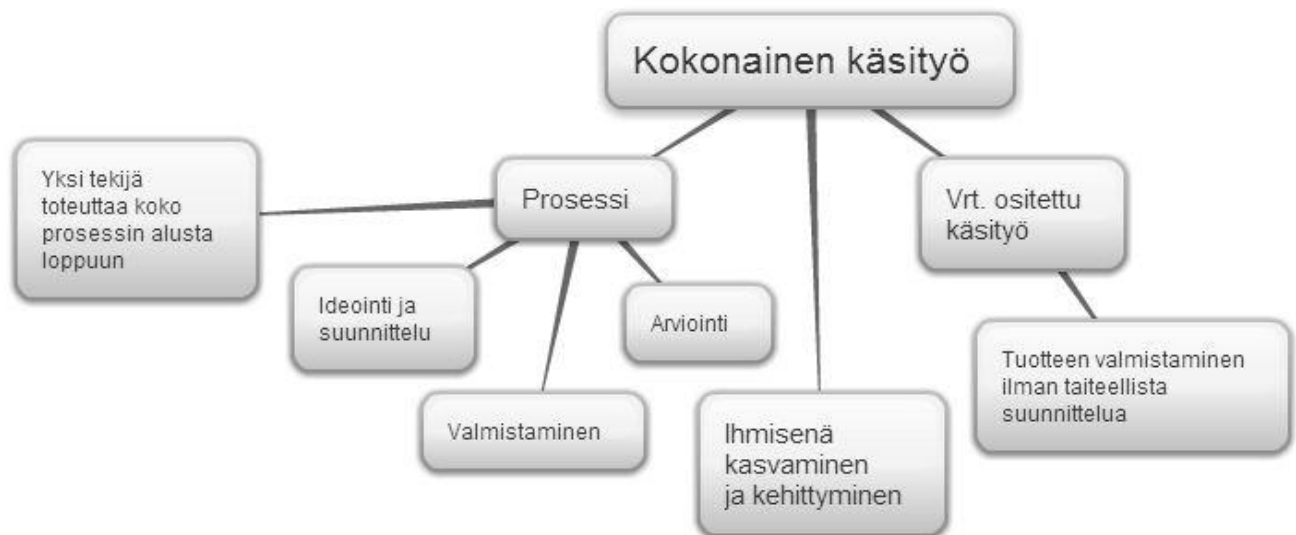 Kokonainen käsityö
Yksi tekijä
toteuttaa koko
prosessin alusta
loppuun
Prosessi
Vrt. ositettu
käsityö
Ideointi ja
suunnittelu
Arviointi
Valmistaminen
Ihmisenä
kasvaminen
ja kehittyminen
Tuotteen valmistaminen
ilman taiteellista
suunnittelua